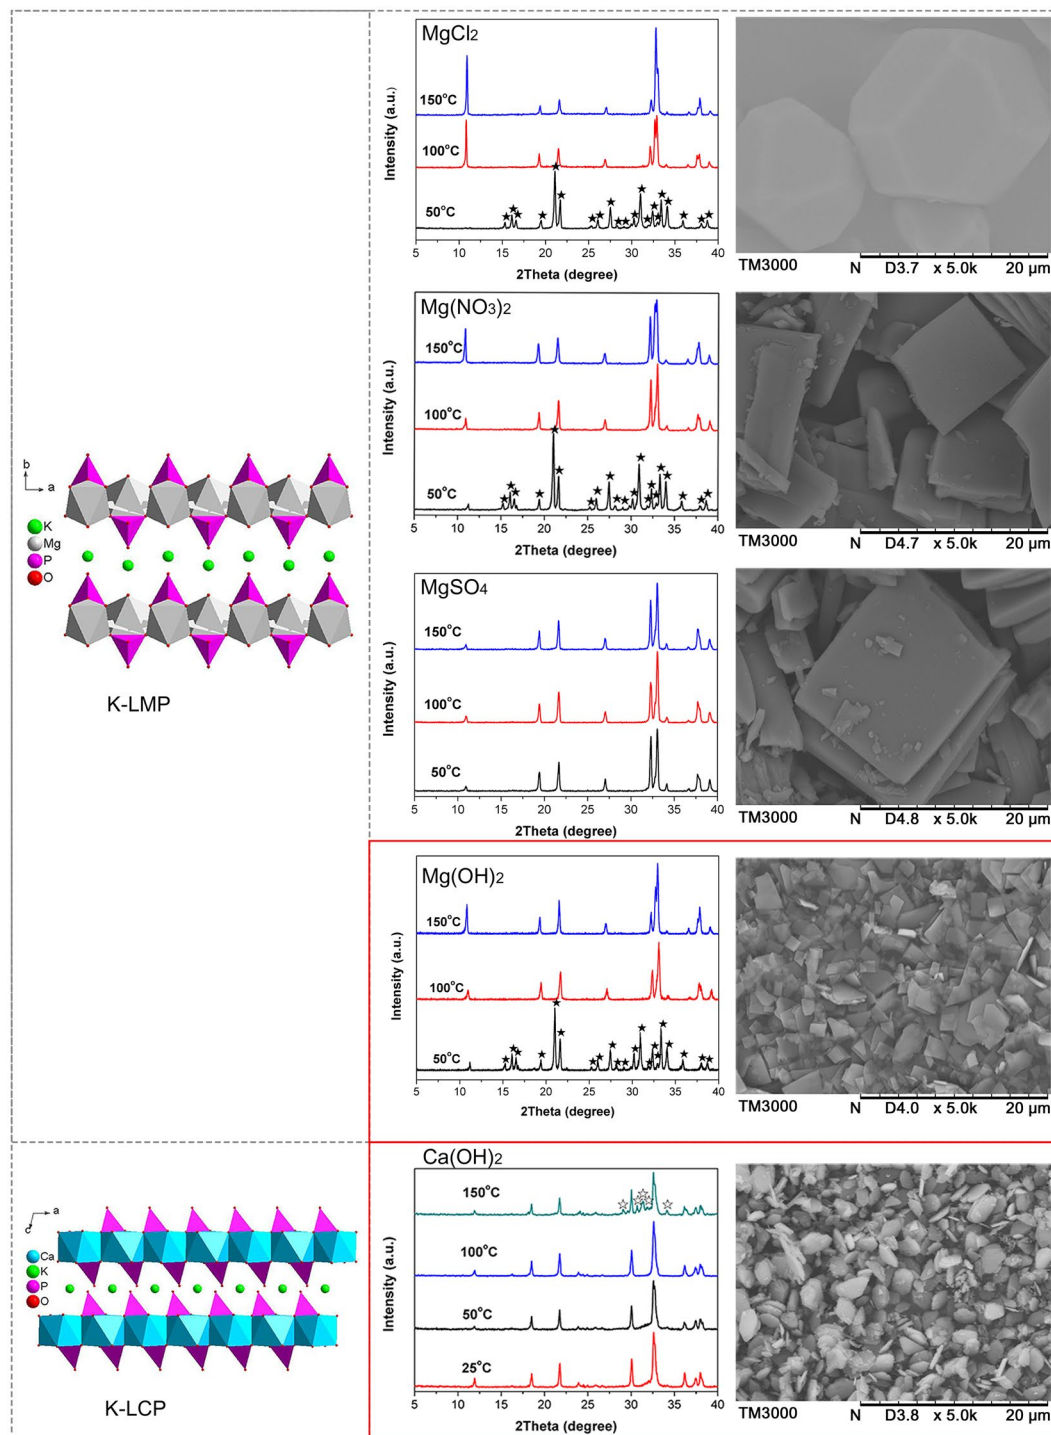 b
a
K
Mg
P
O
K-LMP
MgCl2
Intensity (a.u.)
150°C
100°C
50°C
5 10 15 20 25 30 35 40
2Theta (degree)
TM3000 N D3.7 x 5.0k 20 µm
Mg(NO3)2
Intensity (a.u.)
150°C
100°C
50°C
5 10 15 20 25 30 35 40
2Theta (degree)
TM3000 N D4.7 x 5.0k 20 µm
MgSO4
Intensity (a.u.)
150°C
100°C
50°C
5 10 15 20 25 30 35 40
2Theta (degree)
TM3000 N D4.8 x 5.0k 20 µm
Mg(OH)2
Intensity (a.u.)
150°C
100°C
50°C
5 10 15 20 25 30 35 40
2Theta (degree)
TM3000 N D4.0 x 5.0k 20 µm
a
c
Ca
K
P
O
K-LCP
Ca(OH)2
Intensity (a.u.)
150°C
100°C
50°C
25°C
5 10 15 20 25 30 35 40
2Theta (degree)
TM3000 N D3.8 x 5.0k 20 µm